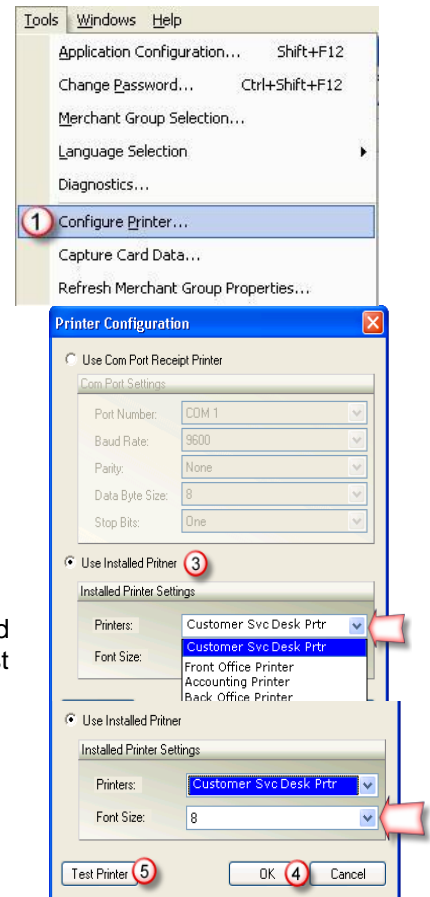 Tools Windows Help
Application Configuration... Shift+F12
Change Password... Ctrl+Shift+F12
Merchant Group Selection...
Language Selection
Diagnostics...
1 Configure Printer...
Capture Card Data...
Refresh Merchant Group Properties...
Printer Configuration
Use Com Port Receipt Printer
Com Port Settings
Port Number: COM 1
Baud Rate: 9600
Parity: None
Data Byte Size: 8
Stop Bits: One
Use Installed Pritner 3
Installed Printer Settings
Printers: Customer Svc Desk Prtr
Customer Svc Desk Prtr
Font Size:
Front Office Printer
Accounting Printer
Back Office Printer
Use Installed Pritner
Installed Printer Settings
Printers: Customer Svc Desk Prtr
Font Size: 8
Test Printer 5 OK 4 Cancel